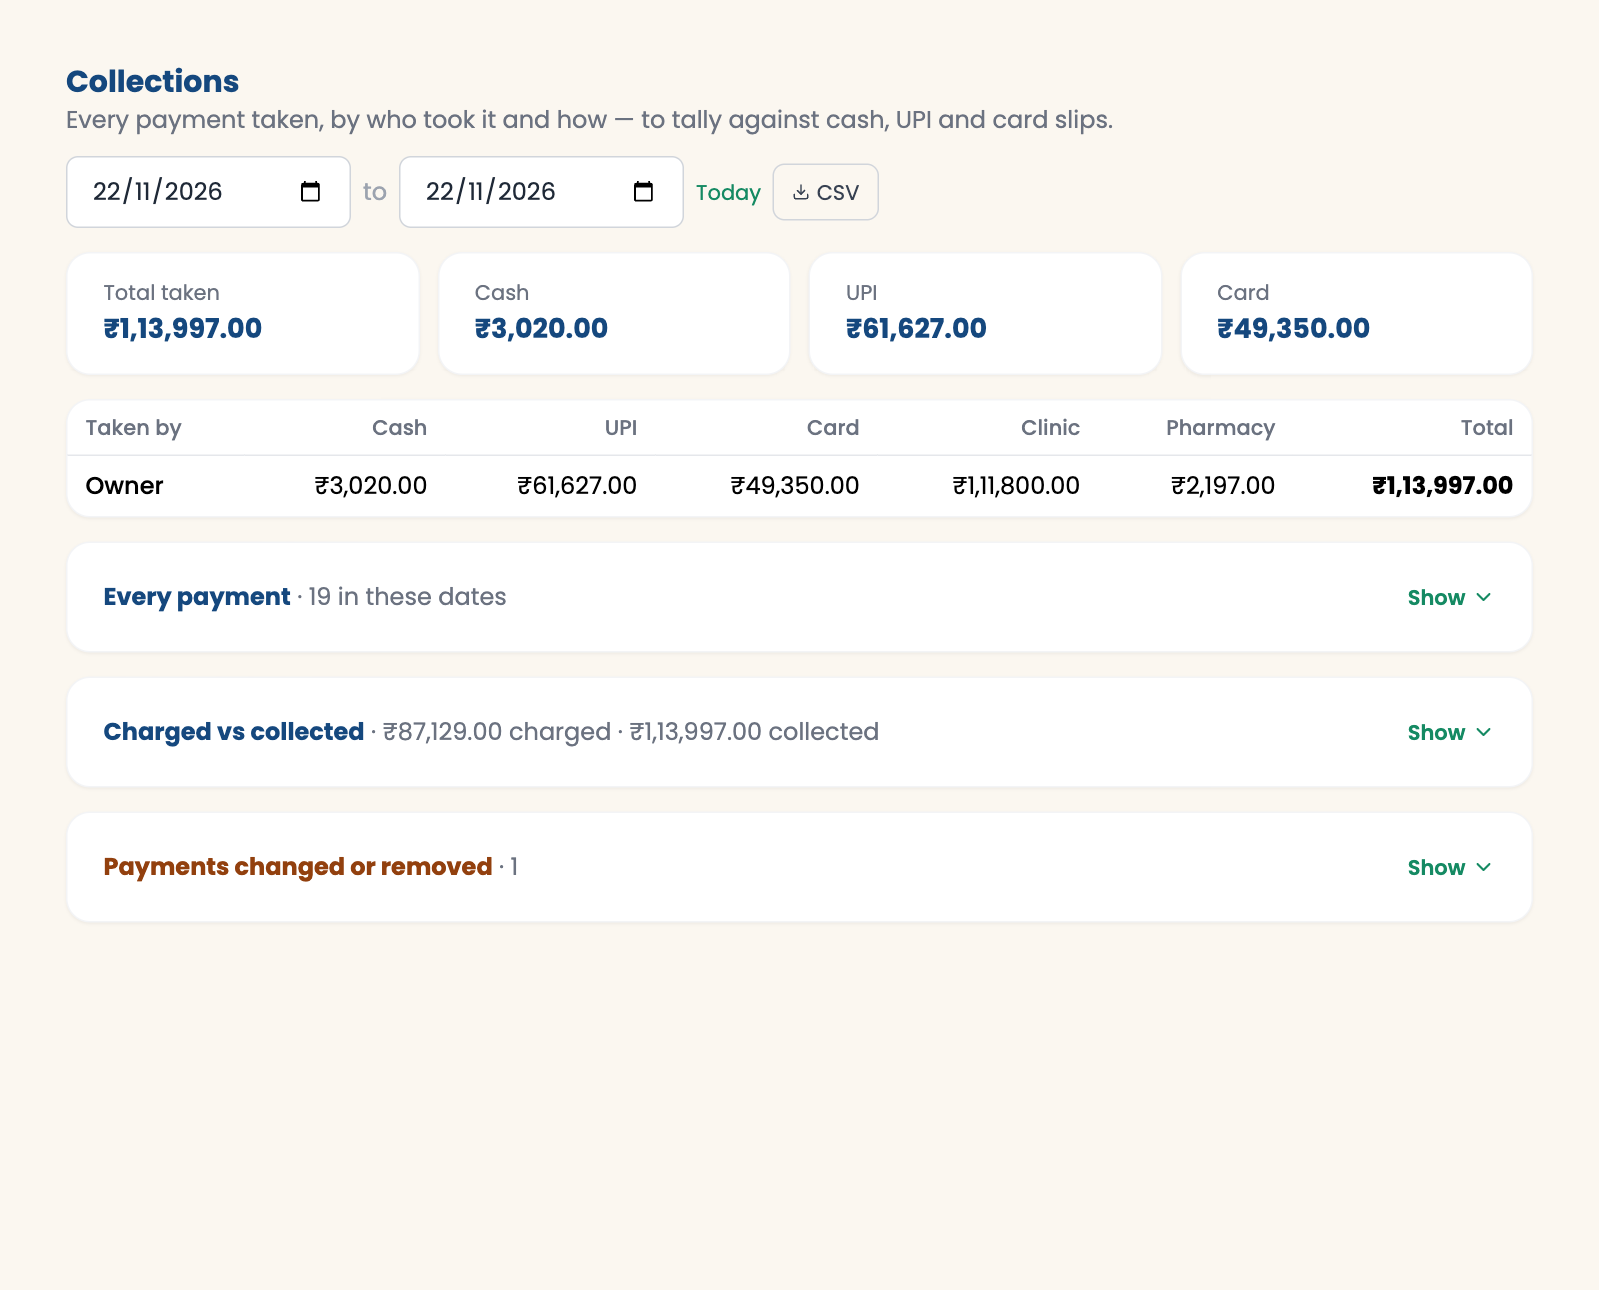 Collections
Every payment taken, by who took it and how — to tally against cash, UPI and card slips.
22/11/2026 to 22/11/2026 Today CSV
Total taken Cash UPI Card
₹1,13,997.00 ₹3,020.00 ₹61,627.00 ₹49,350.00
Taken by Cash UPI Card Clinic Pharmacy Total
Owner ₹3,020.00 ₹61,627.00 ₹49,350.00 ₹1,11,800.00 ₹2,197.00 ₹1,13,997.00
Every payment · 19 in these dates Show
Charged vs collected · ₹87,129.00 charged · ₹1,13,997.00 collected Show
Payments changed or removed · 1 Show